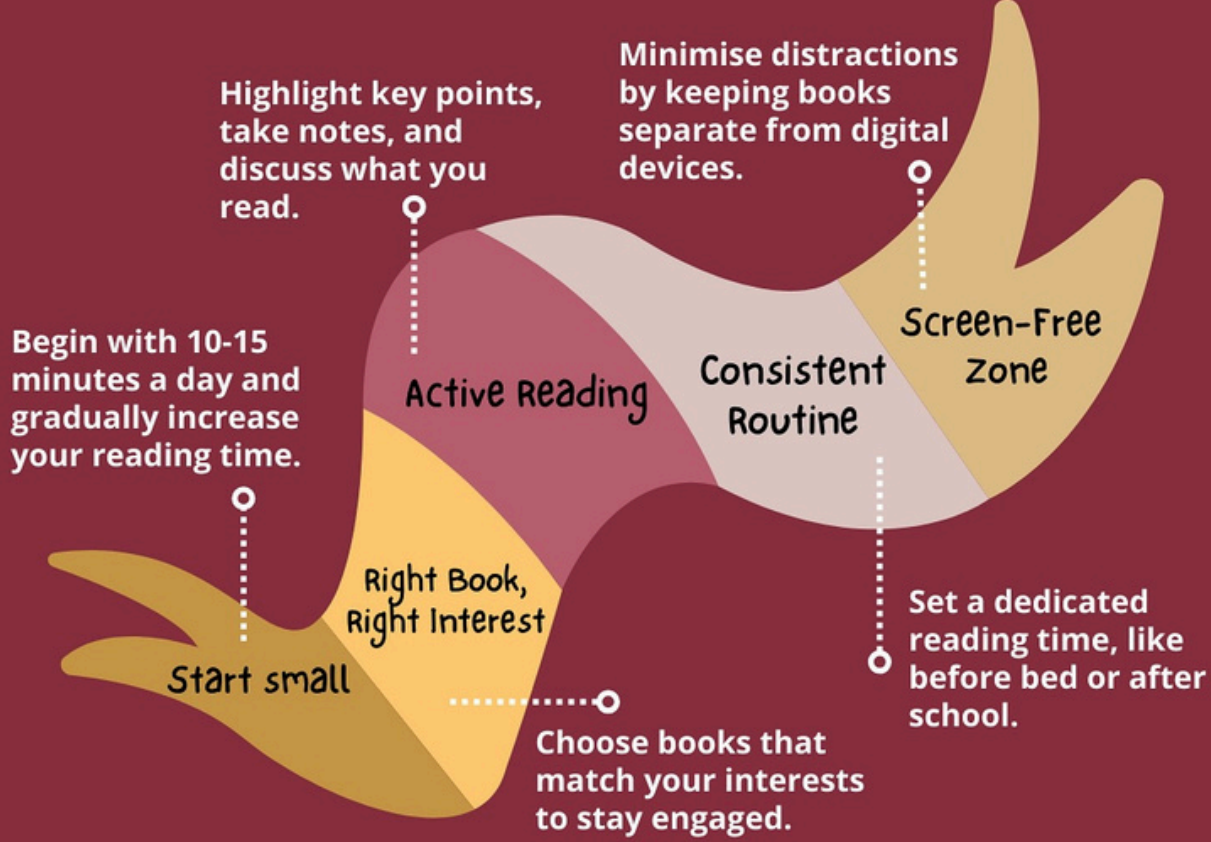 Minimise distractions
by keeping books
separate from digital
devices.
Highlight key points,
take notes, and
discuss what you
read.
Begin with 10-15
minutes a day and
gradually increase
your reading time.
Screen-Free
Zone
Consistent
Routine
Active Reading
Right Book,
Right Interest
Start small
Set a dedicated
reading time, like
before bed or after
school.
Choose books that
match your interests
to stay engaged.